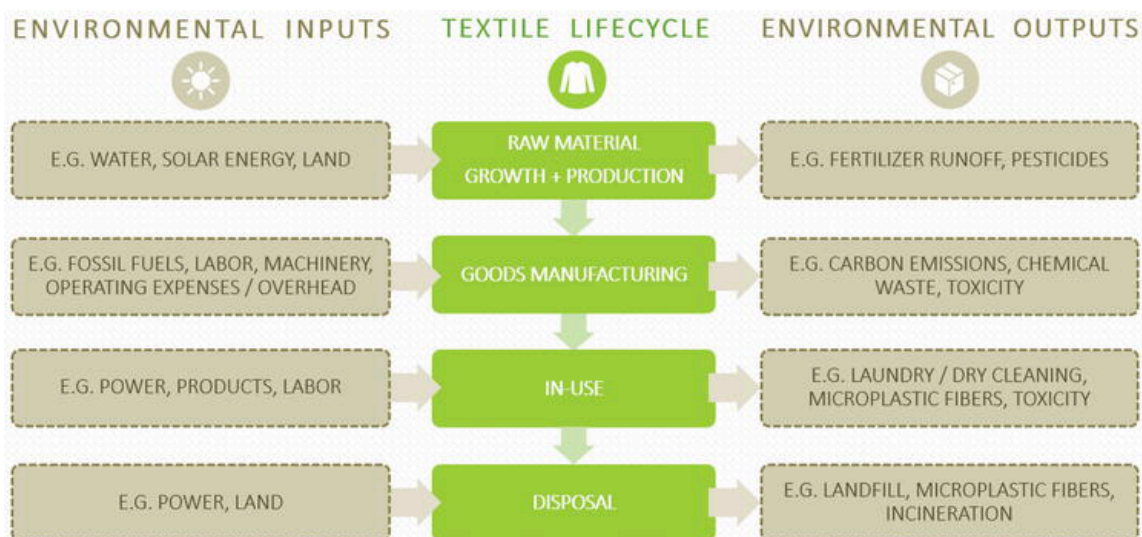 ENVIRONMENTAL INPUTS
TEXTILE LIFECYCLE
ENVIRONMENTAL OUTPUTS
E.G. WATER, SOLAR ENERGY, LAND
RAW MATERIAL
GROWTH + PRODUCTION
E.G. FERTILIZER RUNOFF, PESTICIDES
E.G. FOSSIL FUELS, LABOR, MACHINERY,
OPERATING EXPENSES / OVERHEAD
GOODS MANUFACTURING
E.G. CARBON EMISSIONS, CHEMICAL
WASTE, TOXICITY
E.G. POWER, PRODUCTS, LABOR
IN-USE
E.G. LAUNDRY / DRY CLEANING,
MICROPLASTIC FIBERS, TOXICITY
E.G. POWER, LAND
DISPOSAL
E.G. LANDFILL, MICROPLASTIC FIBERS,
INCINERATION